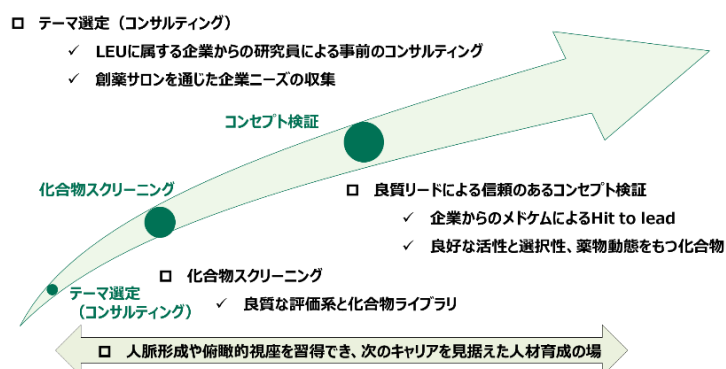 □ テーマ選定（コンサルティング）
✓ LEUに属する企業からの研究員による事前のコンサルティング
✓ 創薬サロンを通じた企業ニーズの収集
コンセプト検証
化合物スクリーニング
□ 良質リードによる信頼のあるコンセプト検証
✓ 企業からのメドケムによるHit to lead
✓ 良好な活性と選択性、薬物動態をもつ化合物
□ 化合物スクリーニング
✓ 良質な評価系と化合物ライブラリ
テーマ選定
（コンサルティング）
□ 人脈形成や俯瞰的視座を習得でき、次のキャリアを見据えた人材育成の場